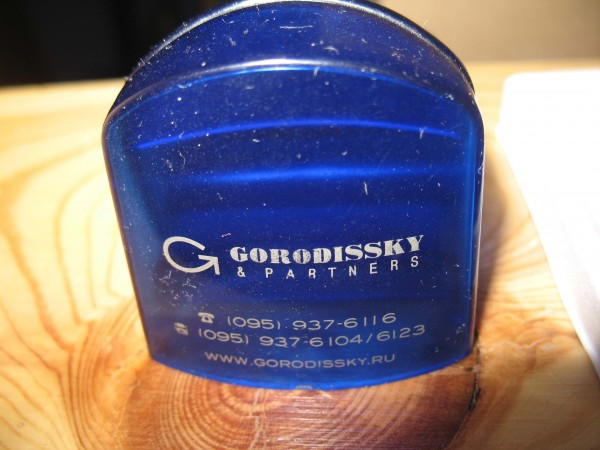 G GORODISSKY
& PARTNERS
☎ (095) 937-6116
(095) 937-6104/6123
WWW.GORODISSKY.RU